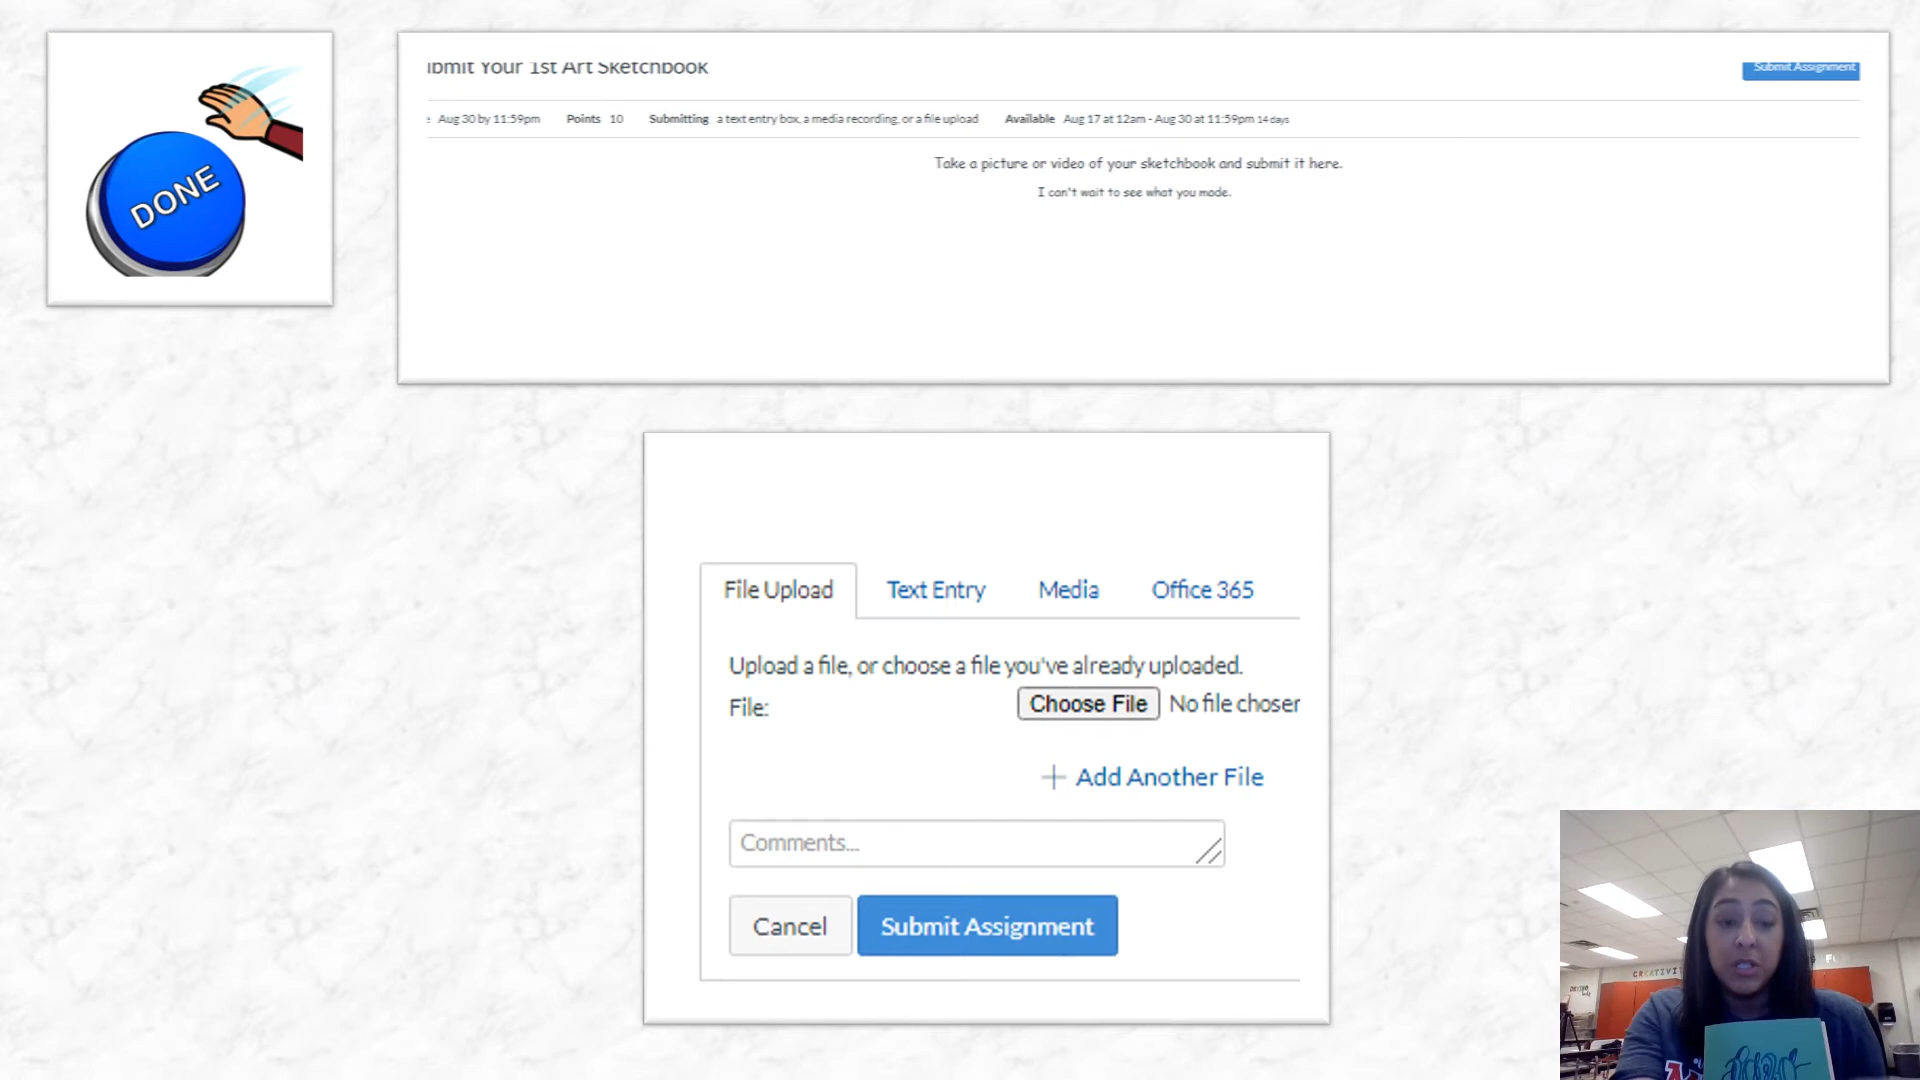 DONE
Your 1st Art Sketchbook
Submit Assignment
Aug 30 by 11:59pm Points 10 Submitting a text entry box, a media recording, or a file upload Available Aug 17 at 12am - Aug 30 at 11:59pm 14 days
Take a picture or video of your sketchbook and submit it here.
I can't wait to see what you made.
File Upload Text Entry Media Office 365
Upload a file, or choose a file you've already uploaded.
File: Choose File No file
Add Another File
Comments...
Cancel Submit Assignment